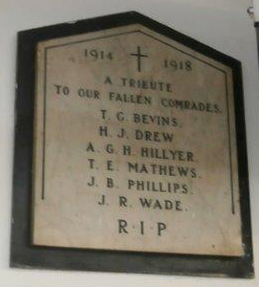 1914 ✝ 1918
A TRIBUTE
TO OUR FALLEN COMRADES.
T. G. BEVINS.
H. J. DREW
A. G. H. HILLYER.
T. E. MATHEWS.
J. B. PHILLIPS.
J. R. WADE.
R·I·P